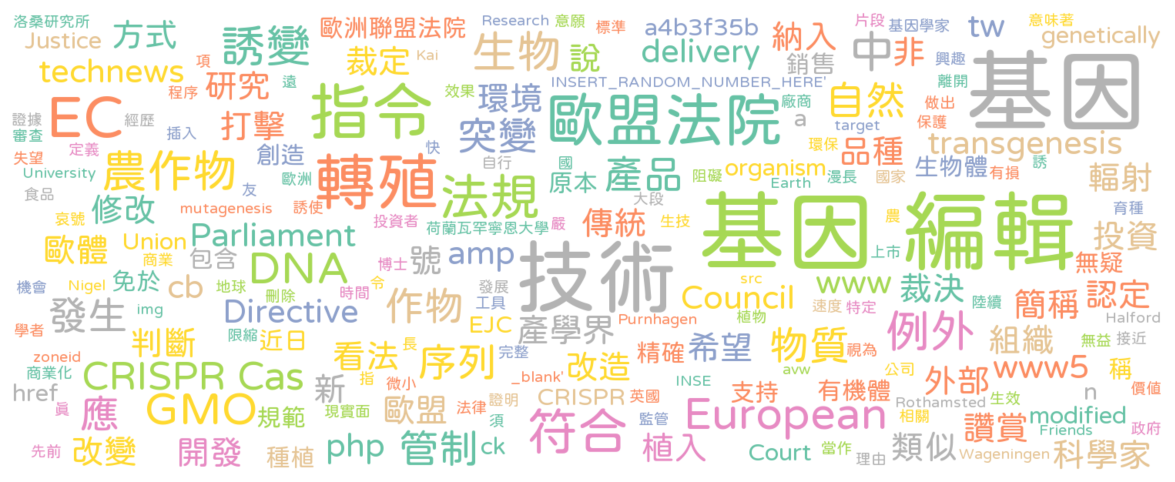 洛桑研究所 方式 誘變 歐洲聯盟法院 Research 意願 標準 a4b3f35b 納入 片段 基因學家 tw 意味著
Justice 項 裁定 Kai 生物 說 delivery 銷售 中 非 興趣 genetically
technews 研究 程序 遠 效果 環境 INSERT_RANDOM_NUMBER_HERE' 廠商 自然 離開 基因
EC 證據 審查 經歷 插入 打擊 指令 突變 歐盟法院 a target 做出 保護 環保
失望 定義 創造 快 品種 transgenesis
University 農作物 歐洲 轉殖 自行 國 原本 產品 阻礙 organism Earth 漫長 生物體 國家 有損 誘 輻射
食品 修改 mutagenesis 友 誘使 法規 大段 基因編輯 農 育種
哀號 投資者 荷蘭瓦罕寧恩大學 嚴 生技 傳統 投資
歐體 Union 商業 Parliament 號 amp 技術 上市 無疑
機會 Nigel 免於 包含 地球 DNA 博士 令 發展 src www 裁決 陸續 簡稱 認定
cb 刪除 時間 工具 Council 速度 特定
發生 img Directive 作物 產學界 Purnhagen 植物 例外 Halford
學者 判斷 限縮 近日 EJC 長 完整 精確 希望 物質 視為 組織 無益 接近
zoneid 看法 序列 改造 稱
商業化 CRISPR Cas 指 微小 _blank' INSE avw 公司 外部 www5 價值
href 新 CRISPR 英國 支持 有機體 Rothamsted n
真 應 GMO 規範 現實面 歐盟 法律 證明 符合 監管 European 相關 生效 讚賞 modified
先前 改變 開發 種植 php 管制 須 ck 植入 Court 當作 理由 類似 Friends 政府
Wageningen 科學家